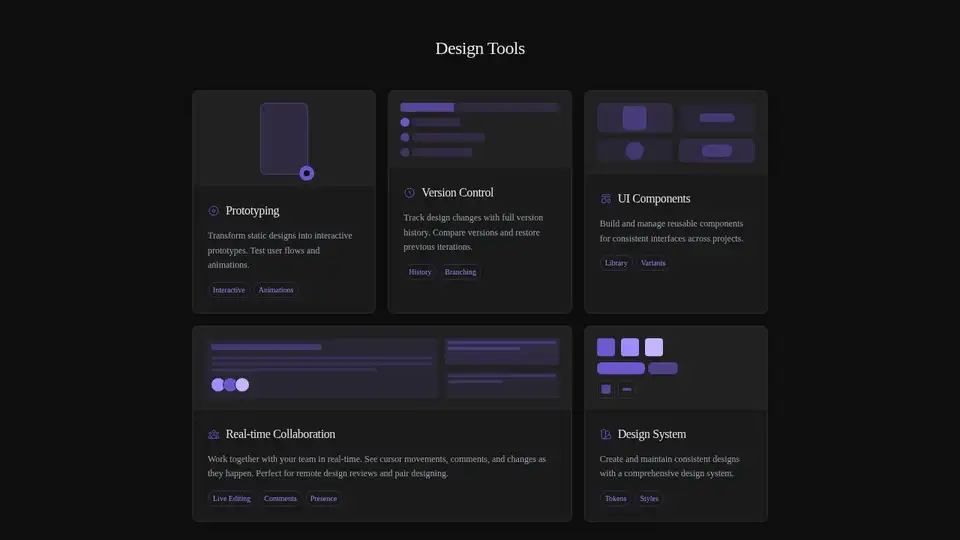 Design Tools
Prototyping
Transform static designs into interactive
prototypes. Test user flows and
animations.
Interactive
Animations
Version Control
Track design changes with full version
history. Compare versions and restore
previous iterations.
History
Branching
UI Components
Build and manage reusable components
for consistent interfaces across projects.
Library
Variants
Real-time Collaboration
Work together with your team in real-time. See cursor movements, comments, and changes as
they happen. Perfect for remote design reviews and pair designing.
Live Editing
Comments
Presence
Design System
Create and maintain consistent designs
with a comprehensive design system.
Tokens
Styles